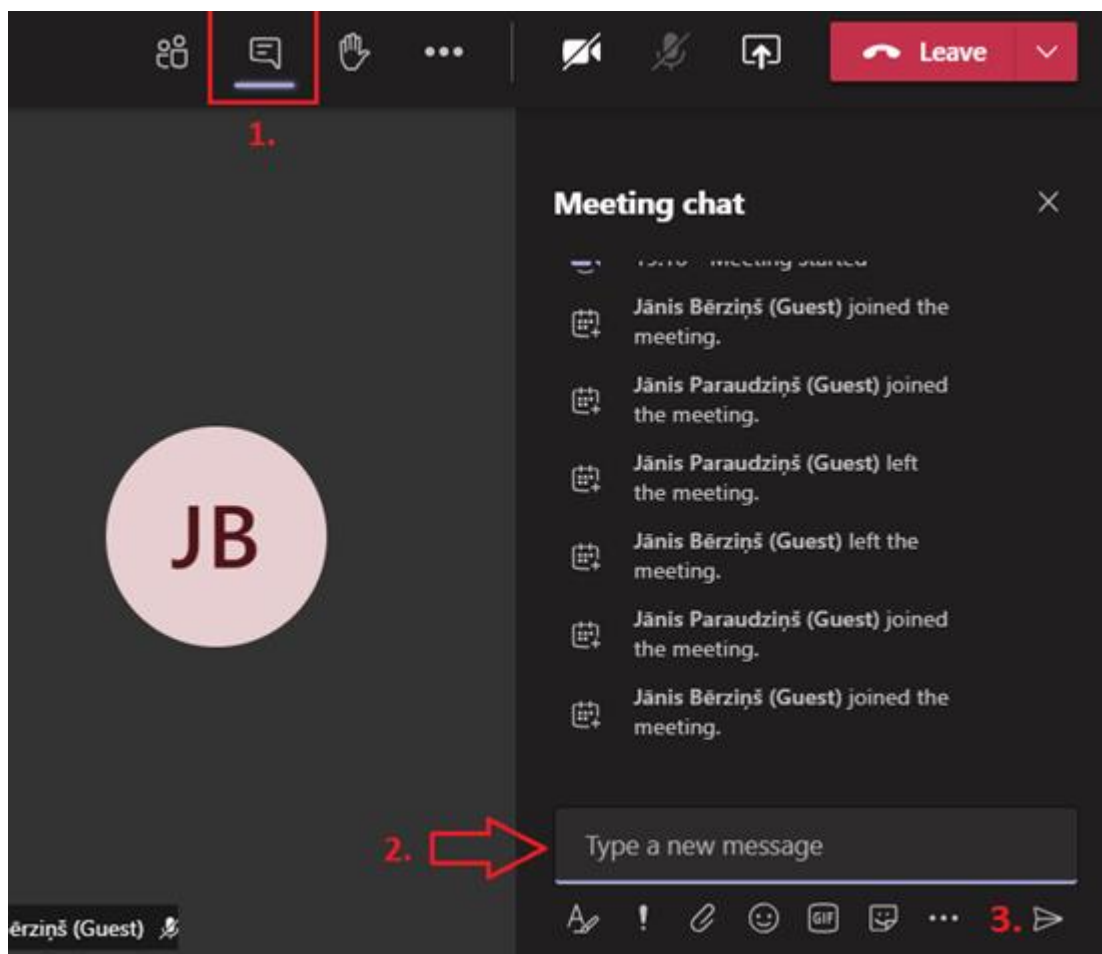 Leave
1.
Meeting chat
Meeting started
Jānis Bērziņš (Guest) joined the
meeting.
Jānis Paraudziņš (Guest) joined
the meeting.
Jānis Paraudziņš (Guest) left
the meeting.
Jānis Bērziņš (Guest) left the
meeting.
Jānis Paraudziņš (Guest) joined
the meeting.
Jānis Bērziņš (Guest) joined the
meeting.
JB
2.
Type a new message
GIF
3.
ērziņš (Guest)